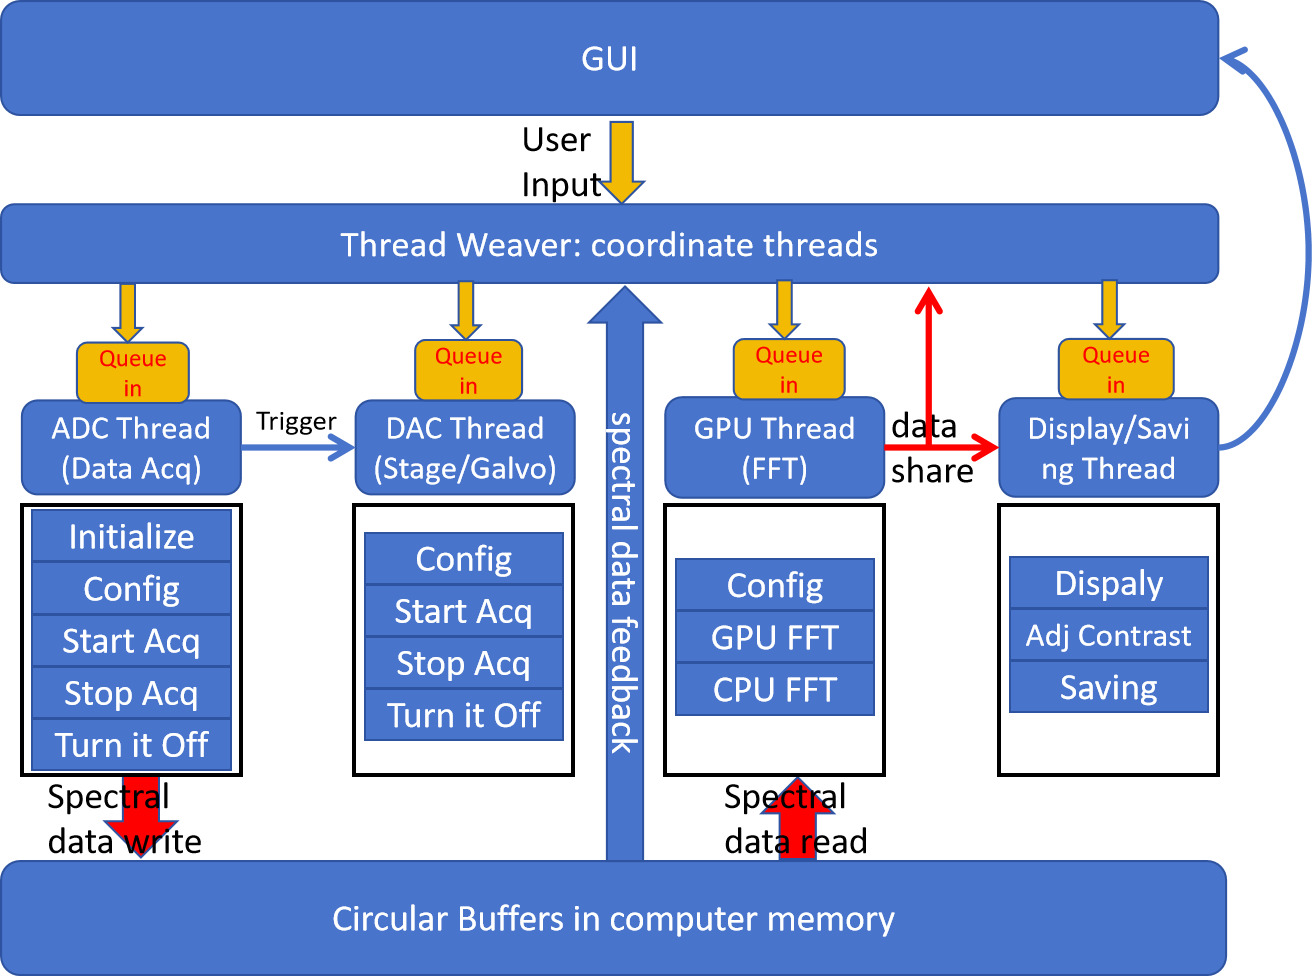 GUI
User
Input
Thread Weaver: coordinate threads
Queue
in
Queue
in
Queue
in
Queue
in
ADC Thread
(Data Acq)
Trigger
DAC Thread
(Stage/Galvo)
GPU Thread
(FFT)
data
share
Display/Savi
ng Thread
Initialize
Config
Start Acq
Stop Acq
Turn it Off
Config
Start Acq
Stop Acq
Turn it Off
spectral data feedback
Config
GPU FFT
CPU FFT
Dispaly
Adj Contrast
Saving
Spectral
data write
Spectral
data read
Circular Buffers in computer memory